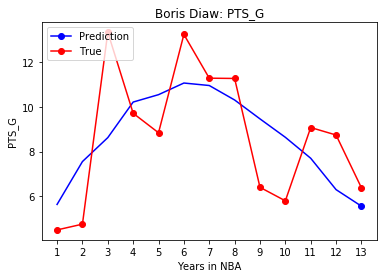 Boris Diaw: PTS_G
Prediction
True
PTS_G
12
10
8
6
1 2 3 4 5 6 7 8 9 10 11 12 13
Years in NBA